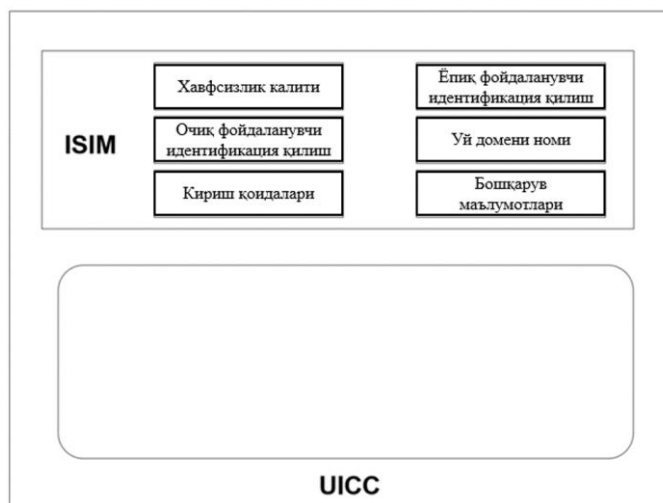 Хавфсизлик калити
Ёпиқ фойдаланувчи
идентификация қилиш
ISIM
Очиқ фойдаланувчи
идентификация қилиш
Уй домени номи
Кириш қоидалари
Бошқарув
маълумотлари
UICC